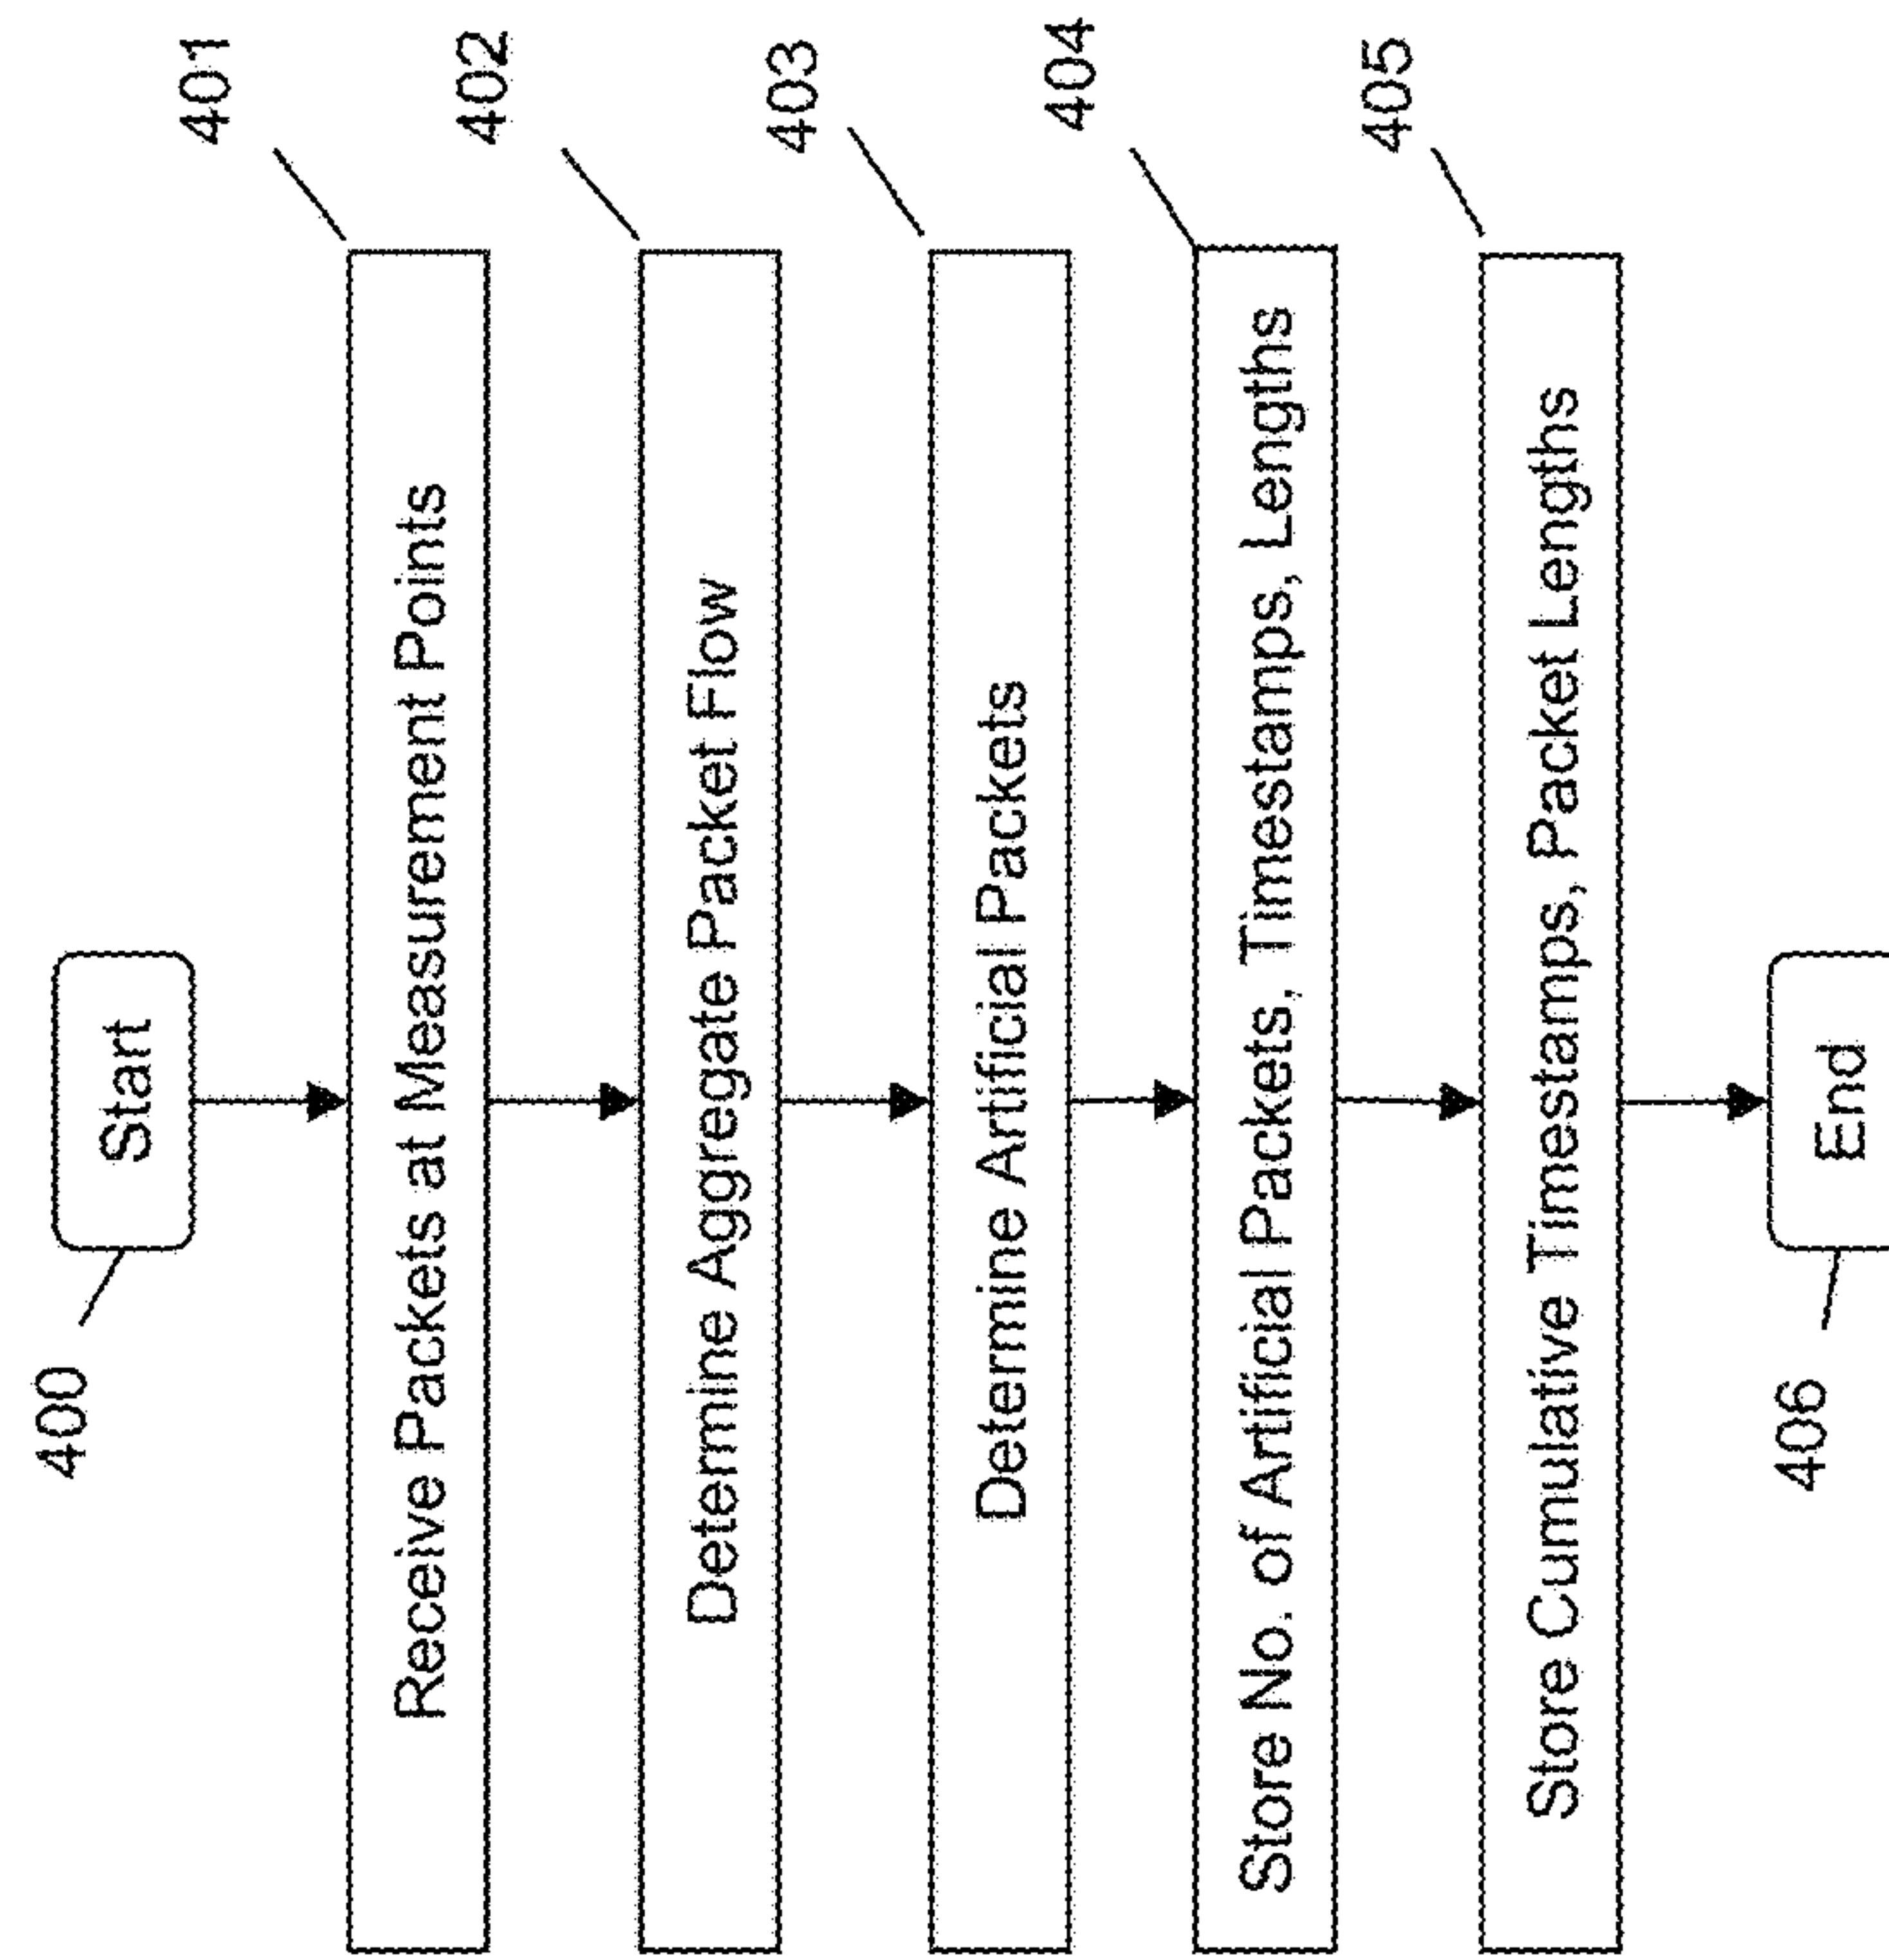 400
Start
401
Receive Packets at Measurement Points
402
Determine Aggregate Packet Flow
403
Determine Artificial Packets
404
Store No. of Artificial Packets, Timestamps, Lengths
405
Store Cumulative Timestamps, Packet Lengths
406
End